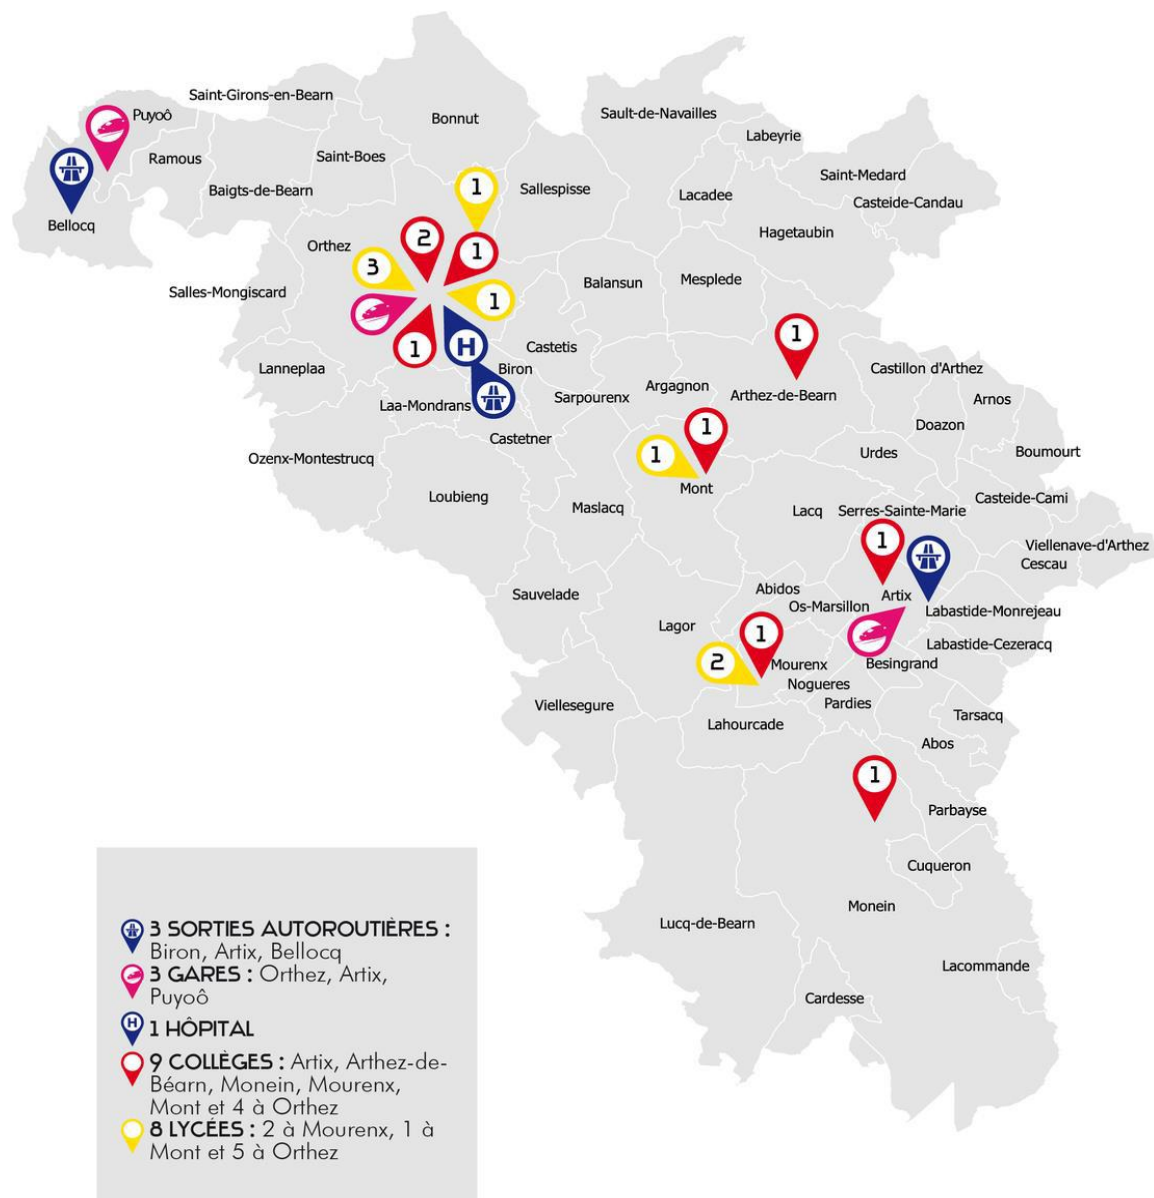 Saint-Girons-en-Bearn
Puyoô
Bonnut
Sault-de-Navailles
Labeyrie
Ramous
Saint-Boes
Saint-Medard
Baigts-de-Bearn
1
Sallespisse
Lacadee
Casteide-Candau
Bellocq
Hagetaubin
Orthez
2
1
3
Salles-Mongiscard
1
Balansun
Mesplede
1
1
H
Castetis
Lanneplaa
Biron
Castillon d'Arthez
Argagnon
Arthez-de-Bearn
Sarpourenx
Arnos
Laa-Mondrans
Doazon
Castetner
1
Boumourt
Ozenx-Montestrucq
1
Urdes
Mont
Loubieng
Casteide-Cami
Maslacq
Lacq
Serres-Sainte-Marie
1
Viellenave-d'Arthez
Cescau
Abidos
Sauvelade
Artix
Os-Marsillon
Labastide-Monrejeau
Lagor
1
Labastide-Cezeracq
2
Mourenx
Besingrand
Nogueres
Viellesegure
Pardies
Tarsacq
Lahourcade
Abos
1
Parbayse
Cuqueron
Monein
Lucq-de-Bearn
Lacommande
Cardesse
3 SORTIES AUTOROUTIÈRES :
Biron, Artix, Bellocq
3 GARES : Orthez, Artix,
Puyoô
H
1 HÔPITAL
9 COLLÈGES : Artix, Arthez-de-
Béarn, Monein, Mourenx,
Mont et 4 à Orthez
8 LYCÉES : 2 à Mourenx, 1 à
Mont et 5 à Orthez